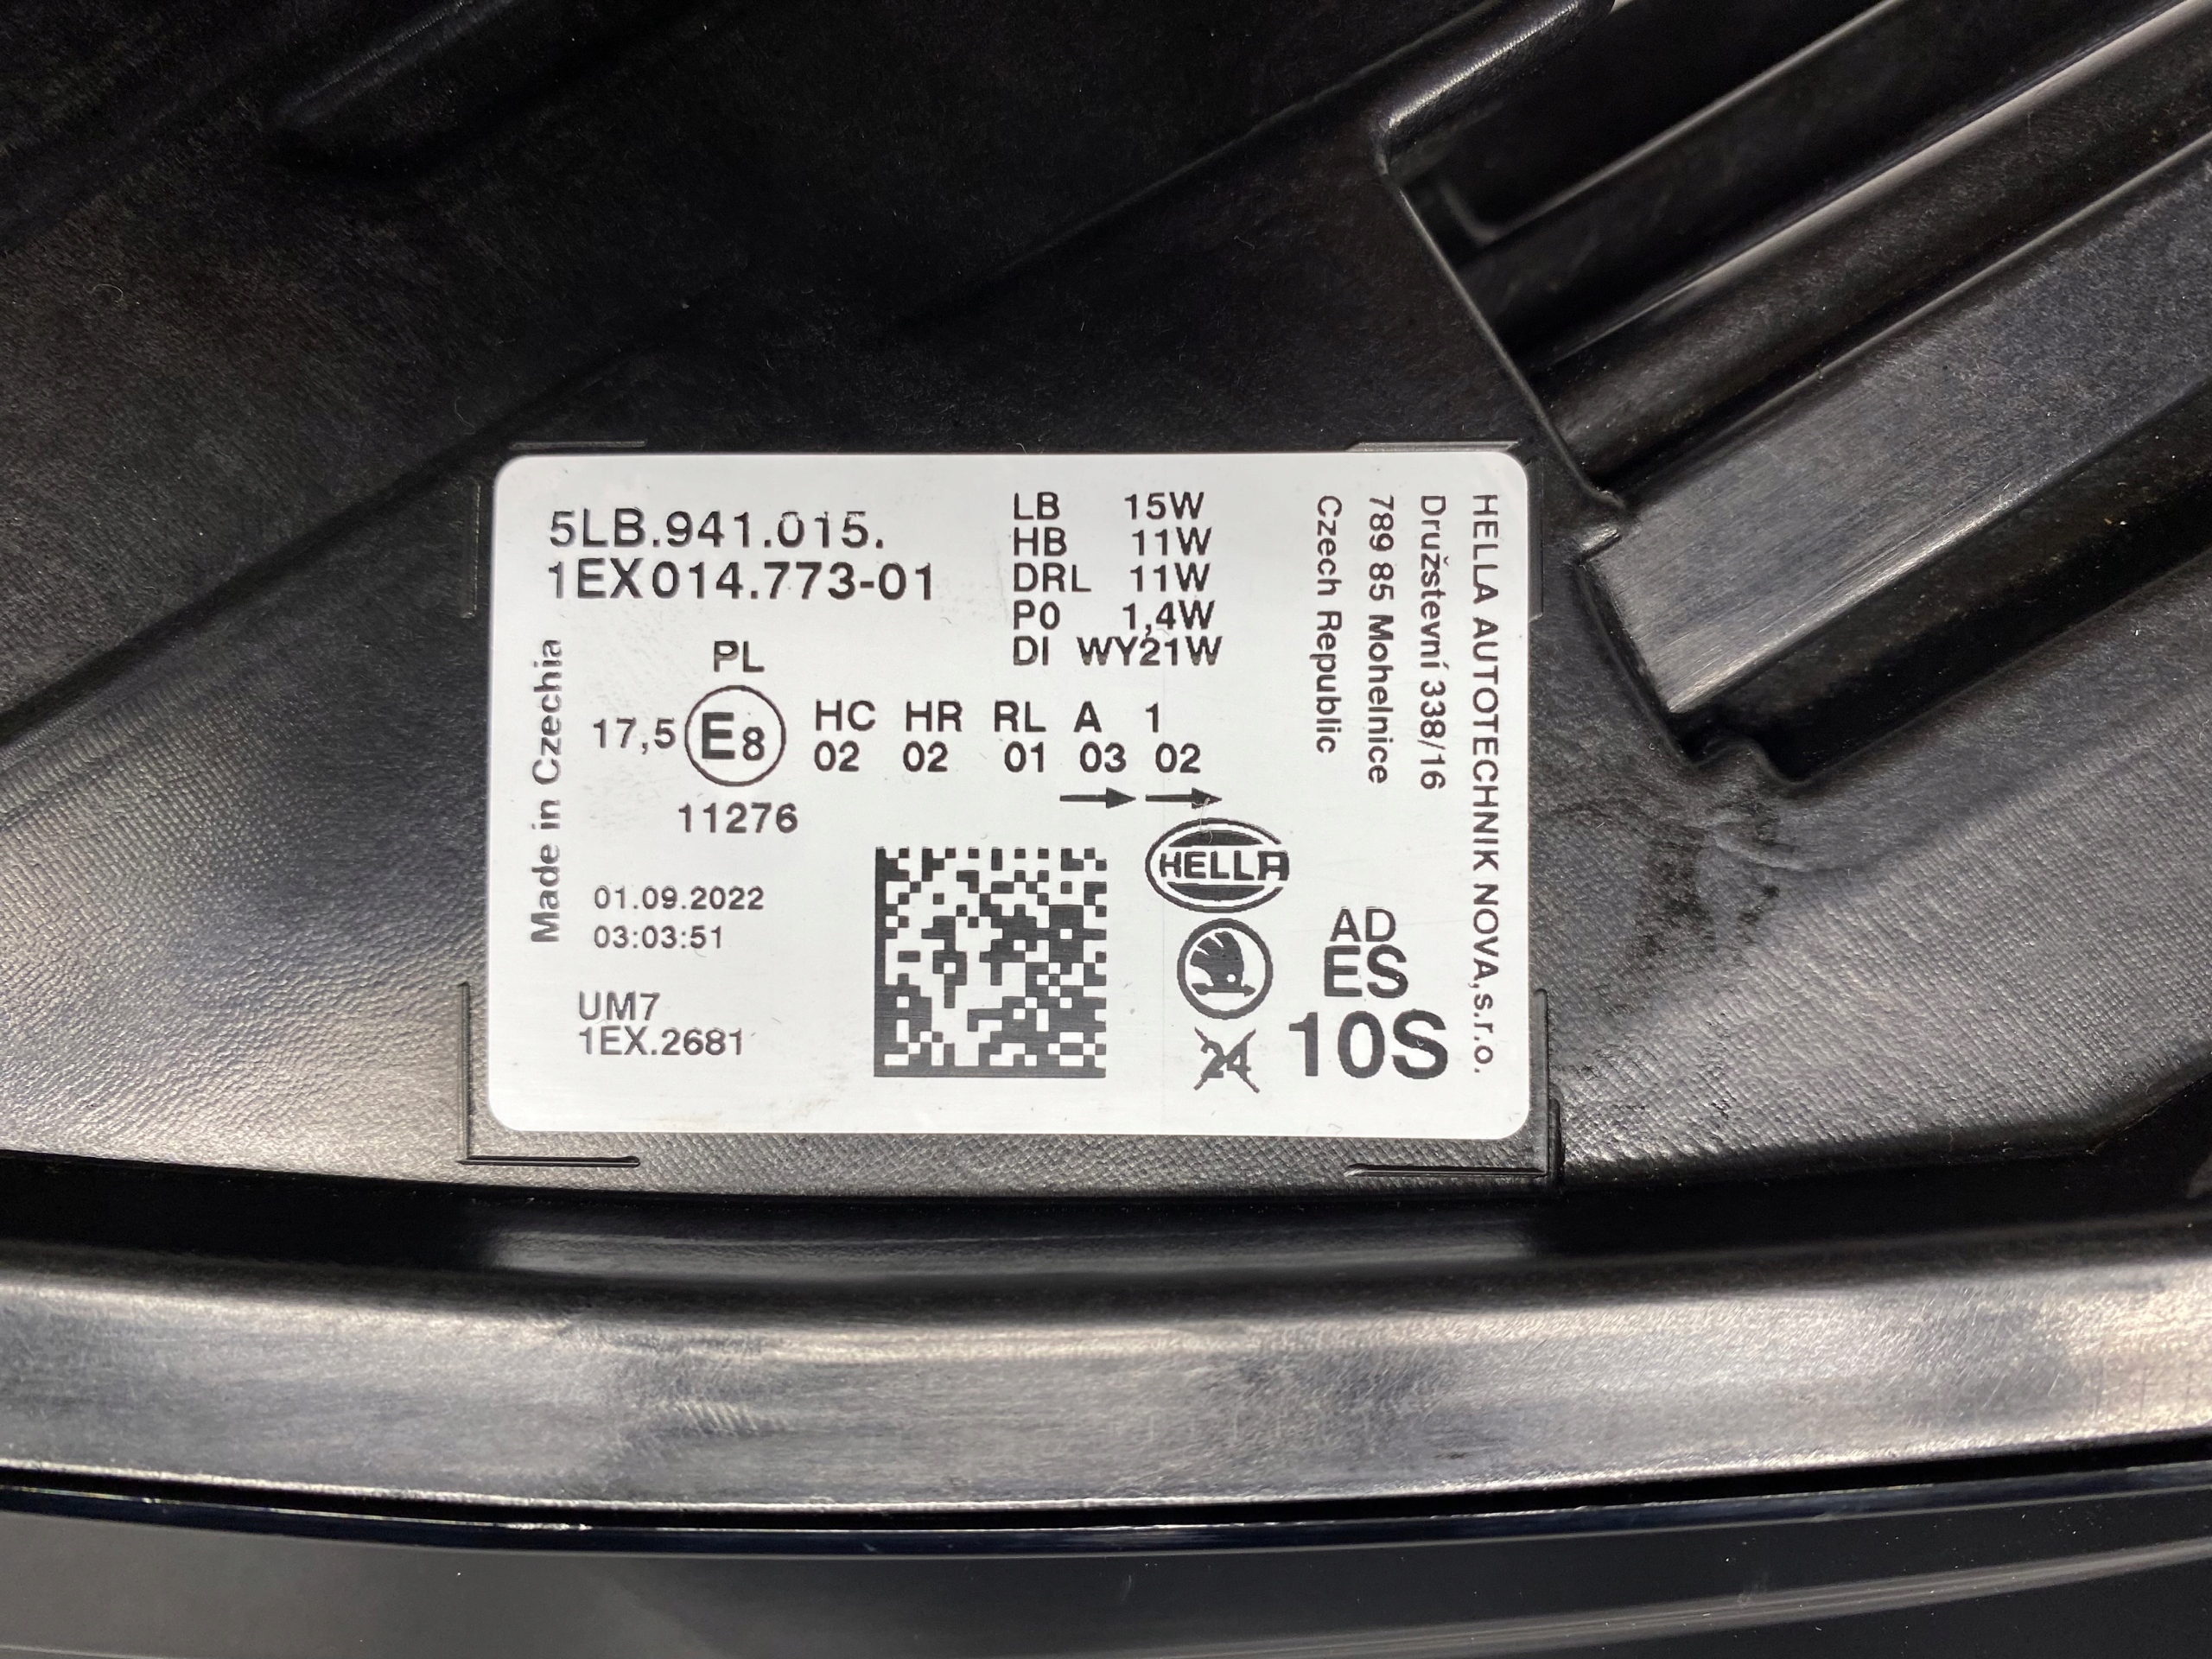 5LB.941.015.
1EX014.773-01
LB 15W
HB 11W
DRL 11W
PO 1,4W
DI WY21W
PL
17,5 E8 HC HR RL A 1
02 02 01 03 02
11276
Made in Czechia
01.09.2022
03:03:51
UM7
1EX.2681
HELLA
24
AD
ES
10S
HELLA AUTOTECHNIK NOVA,s.r.o.
Družstevní 338/16
789 85 Mohelnice
Czech Republic